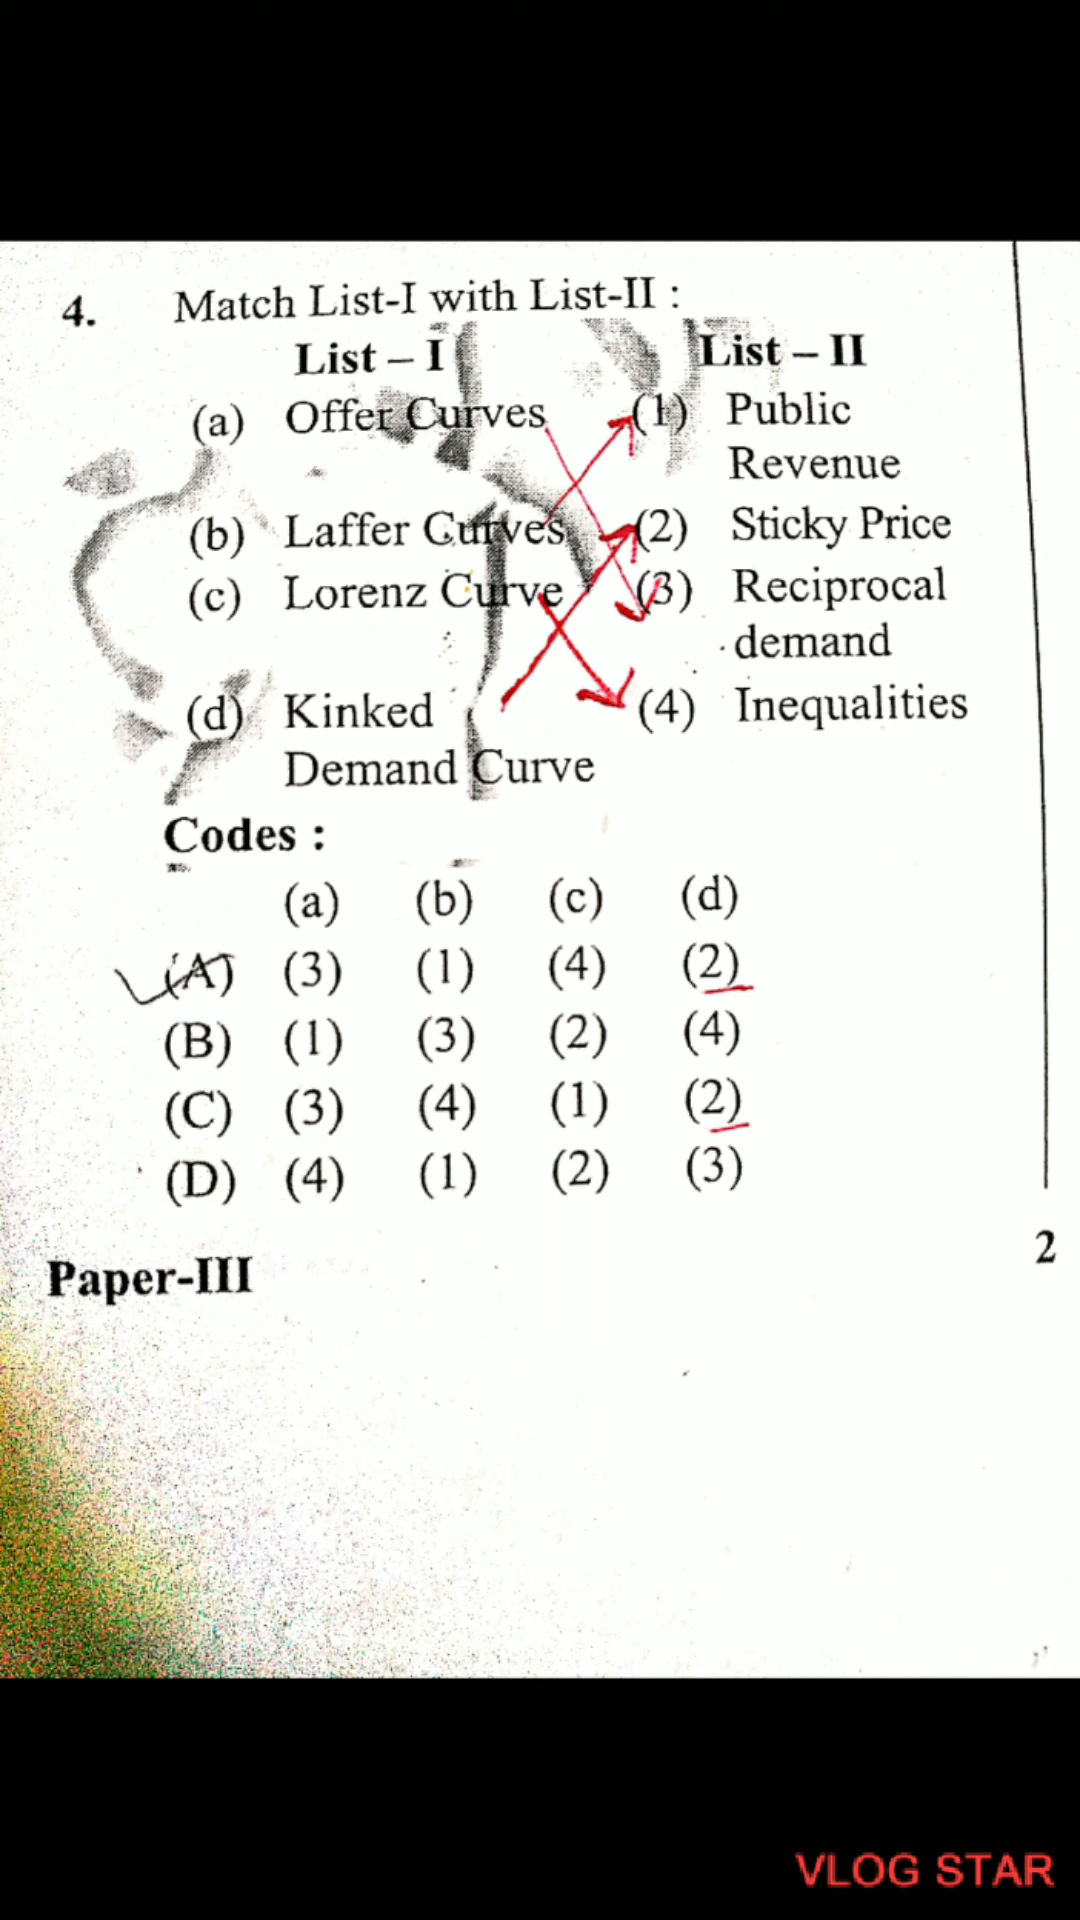 4. Match List-I with List-II :
List – I List – II
(a) Offer Curves (1) Public
Revenue
(b) Laffer Curves (2) Sticky Price
(c) Lorenz Curve (3) Reciprocal
demand
(d) Kinked (4) Inequalities
Demand Curve
Codes :
(a) (b) (c) (d)
(A) (3) (1) (4) (2)
(B) (1) (3) (2) (4)
(C) (3) (4) (1) (2)
(D) (4) (1) (2) (3)
Paper-III 2
VLOG STAR